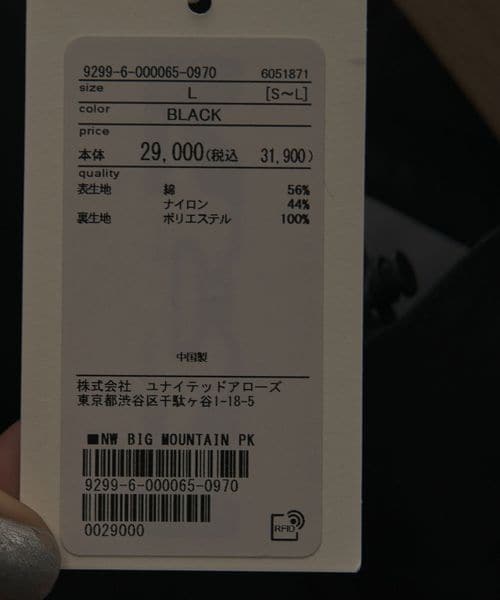 9299-6-000065-0970 6051871
size L [S~L]
color BLACK
price
本体 29,000(税込 31,900)
quality
表生地 綿 56%
ナイロン 44%
裏生地 ポリエステル 100%
中国製
株式会社 ユナイテッドアローズ
東京都渋谷区千駄ヶ谷1-18-5
■NW BIG MOUNTAIN PK
9299-6-000065-0970
0029000
RFID